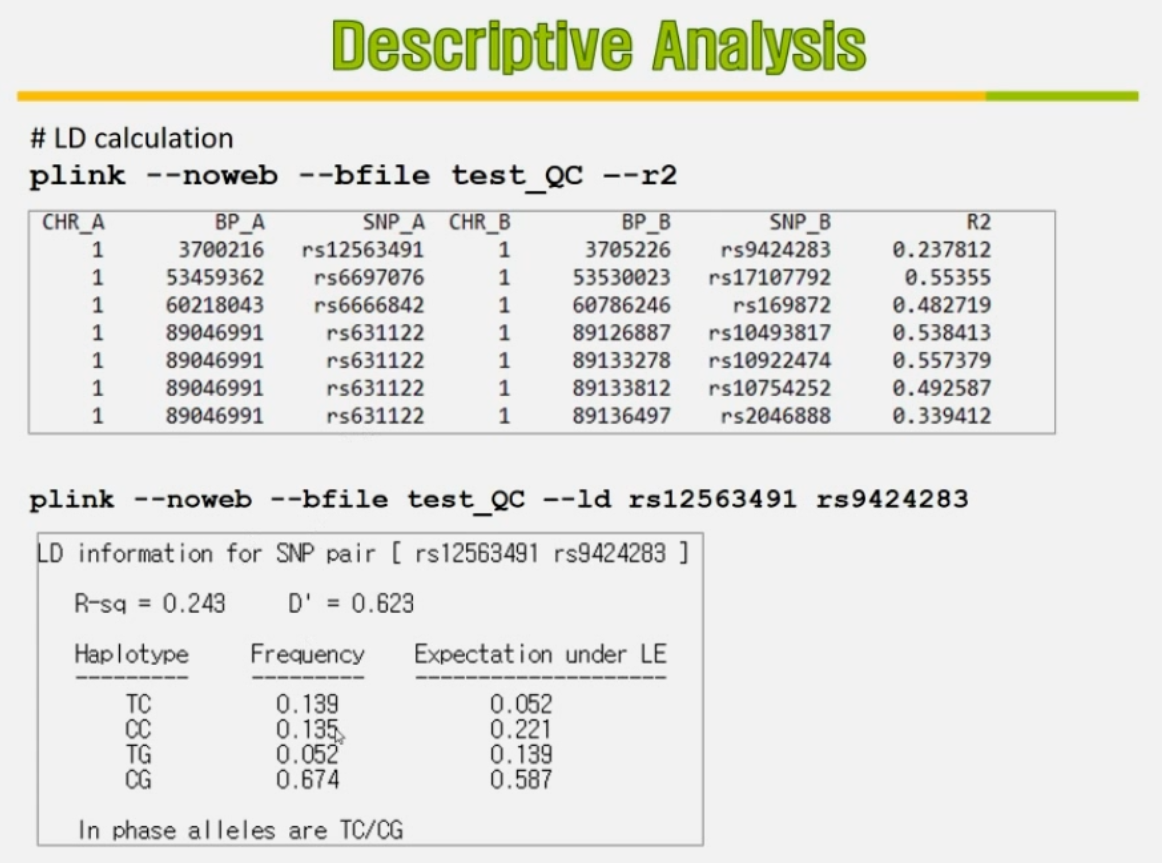 Descriptive Analysis
# LD calculation
plink --noweb --bfile test_QC --r2
CHR_A BP_A SNP_A CHR_B BP_B SNP_B R2
1 3700216 rs12563491 1 3705226 rs9424283 0.237812
1 53459362 rs6697076 1 53530023 rs17107792 0.55355
1 60218043 rs6666842 1 60786246 rs169872 0.482719
1 89046991 rs631122 1 89126887 rs10493817 0.538413
1 89046991 rs631122 1 89133278 rs10922474 0.557379
1 89046991 rs631122 1 89133812 rs10754252 0.492587
1 89046991 rs631122 1 89136497 rs2046888 0.339412
plink --noweb --bfile test_QC --ld rs12563491 rs9424283
LD information for SNP pair [ rs12563491 rs9424283 ]
R-sq = 0.243 D' = 0.623
Haplotype Frequency Expectation under LE
--------- --------- --------------------
TC 0.139 0.052
CC 0.135 0.221
TG 0.052 0.139
CG 0.674 0.587
In phase alleles are TC/CG